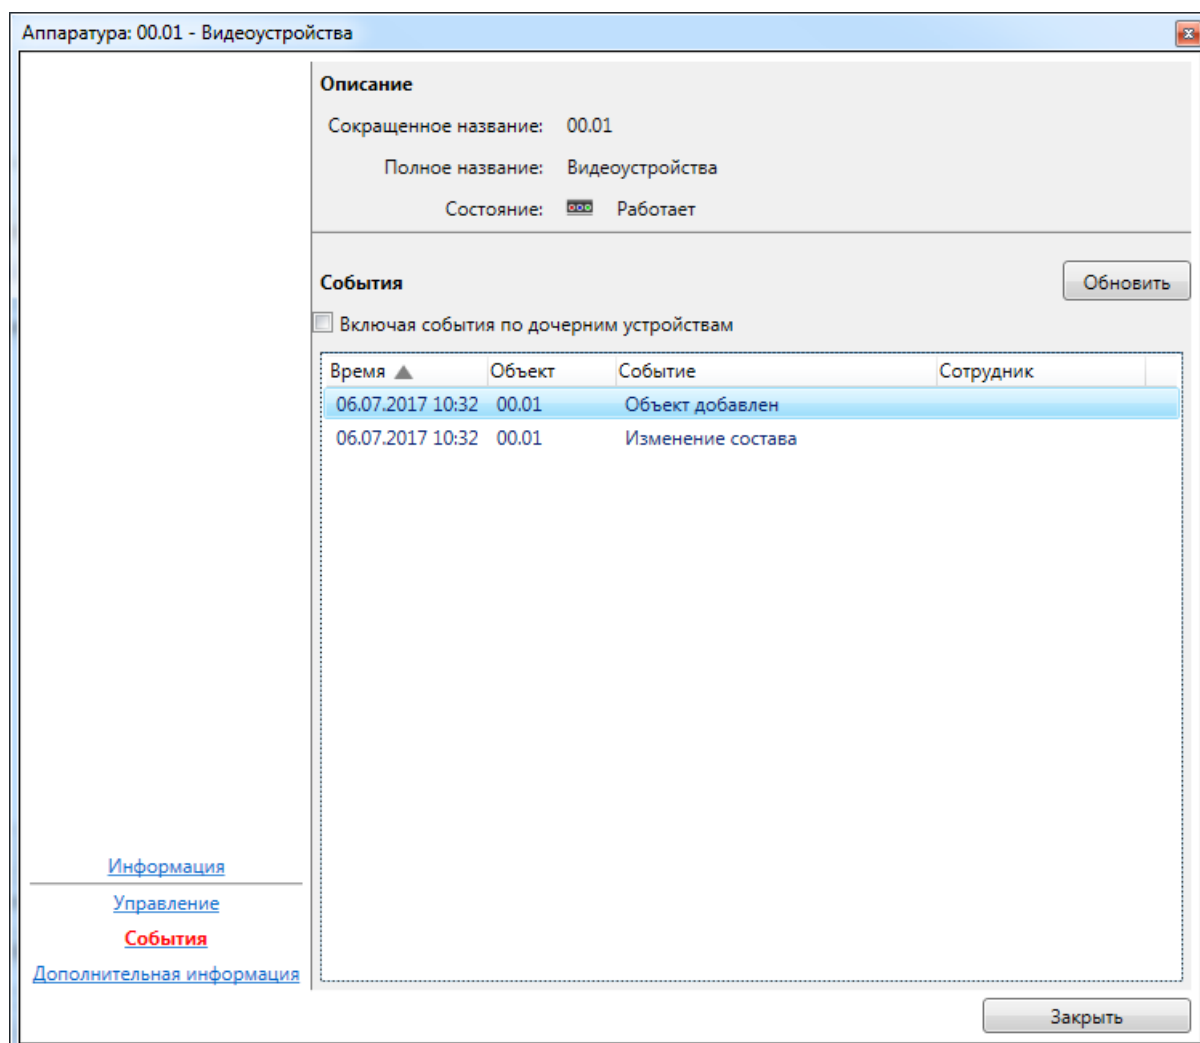 Аппаратура: 00.01 - Видеоустройства
Описание
Сокращенное название: 00.01
Полное название: Видеоустройства
Состояние: Работает
События Обновить
Включая события по дочерним устройствам
Время Объект Событие Сотрудник
06.07.2017 10:32 00.01 Объект добавлен
06.07.2017 10:32 00.01 Изменение состава
Информация
Управление
События
Дополнительная информация
Закрыть